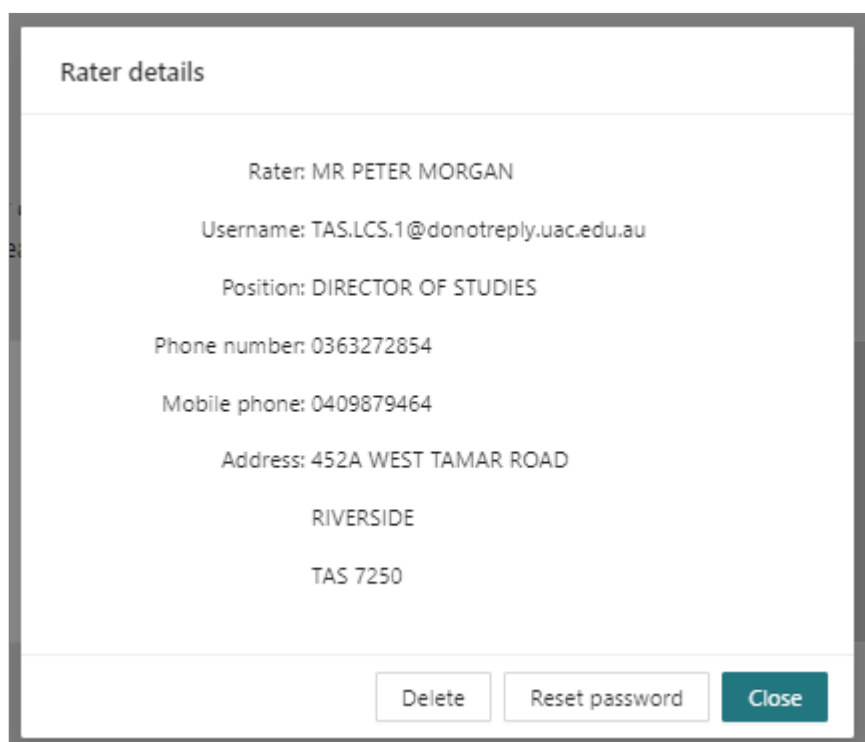 Rater details
Rater: MR PETER MORGAN
Username: TAS.LCS.1@donotreply.uac.edu.au
Position: DIRECTOR OF STUDIES
Phone number: 0363272854
Mobile phone: 0409879464
Address: 452A WEST TAMAR ROAD
RIVERSIDE
TAS 7250
Delete
Reset password
Close